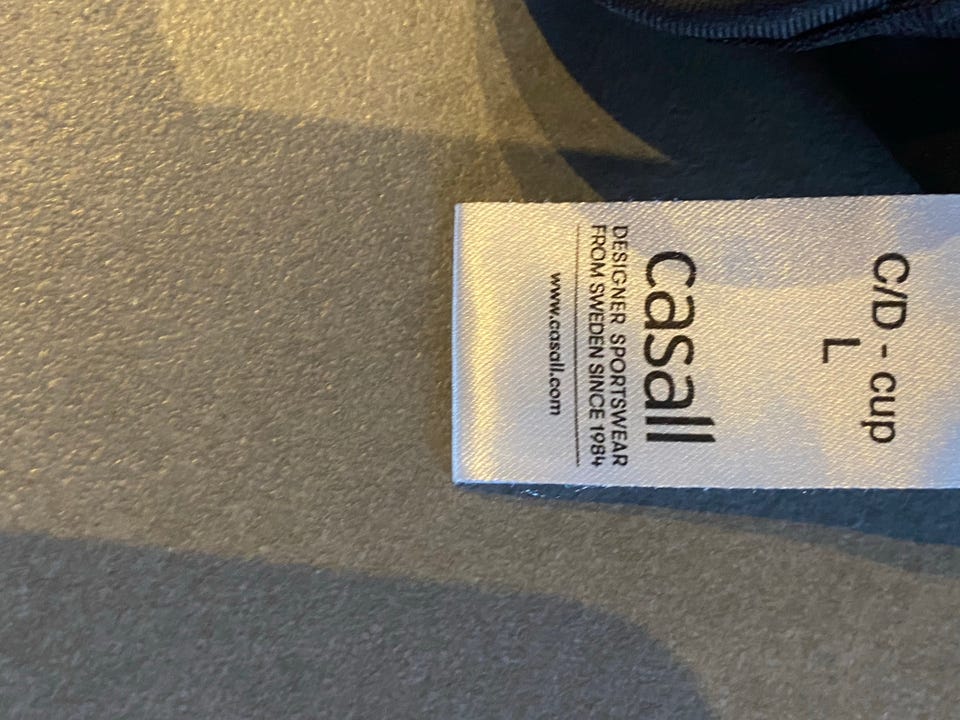 C/D - cup
L
casall
DESIGNER SPORTSWEAR
FROM SWEDEN SINCE 1984
www.casall.com